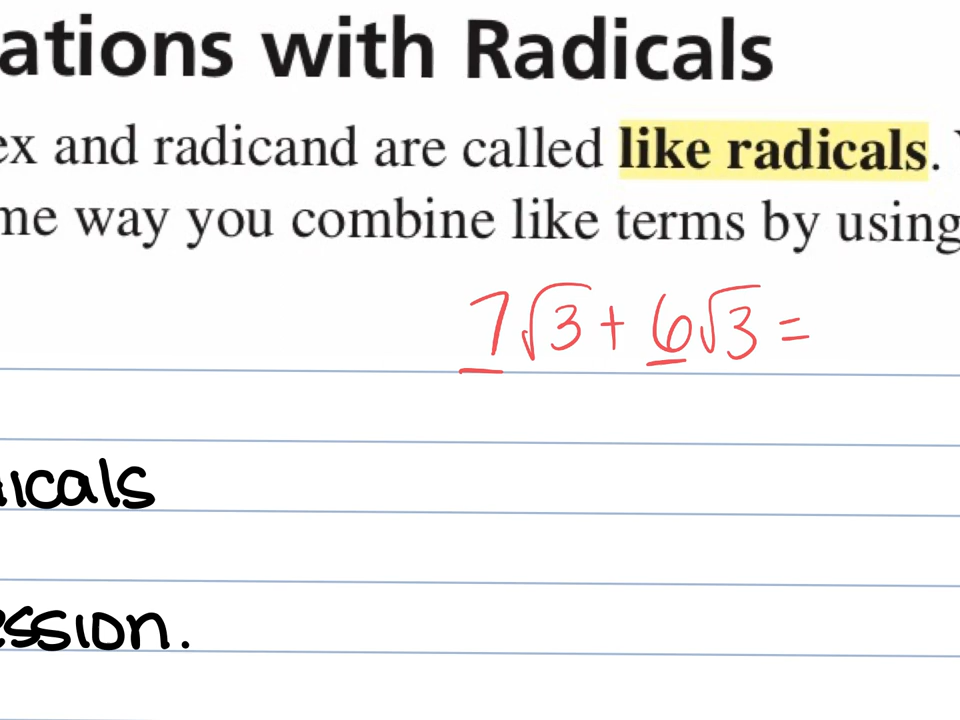 ations with Radicals
ex and radicand are called like radicals.
me way you combine like terms by using
7√3 + 6√3 =
icals
ession.